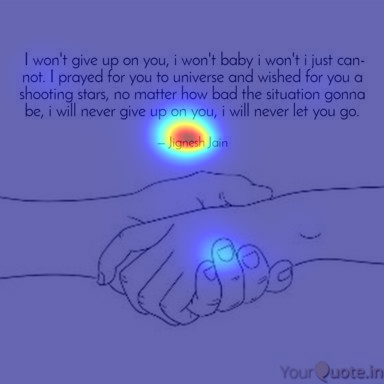 I won't give up on you, i won't baby i won't i just can-
not. I prayed for you to universe and wished for you a
shooting stars, no matter how bad the situation gonna
be, i will never give up on you, i will never let you go.
— Jignesh Jain
YourQuote.in